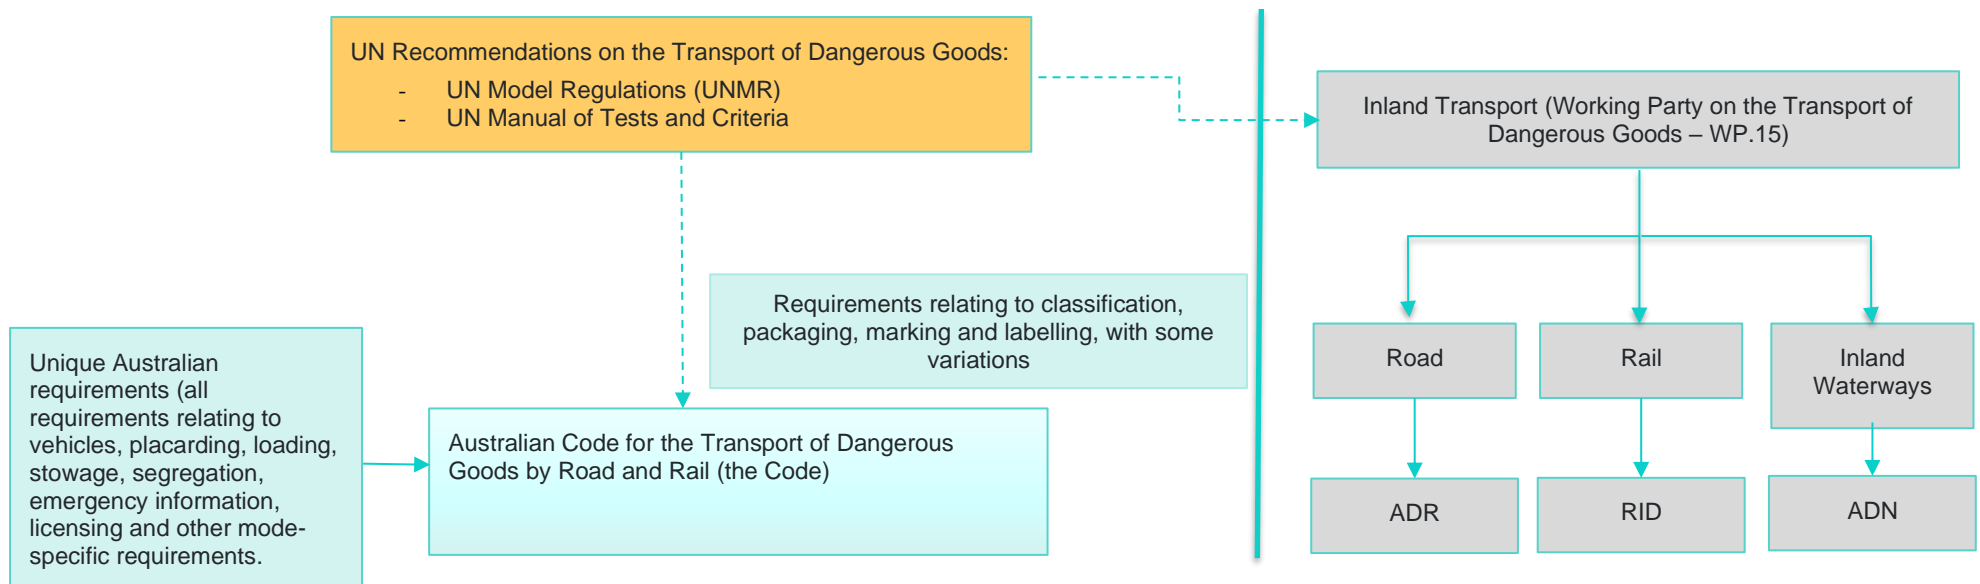 UN Recommendations on the Transport of Dangerous Goods:
- UN Model Regulations (UNMR)
- UN Manual of Tests and Criteria
Inland Transport (Working Party on the Transport of
Dangerous Goods – WP.15)
Requirements relating to classification,
packaging, marking and labelling, with some
variations
Unique Australian
requirements (all
requirements relating to
vehicles, placarding, loading,
stowage, segregation,
emergency information,
licensing and other mode-
specific requirements.
Australian Code for the Transport of Dangerous
Goods by Road and Rail (the Code)
Road
Rail
Inland
Waterways
ADR
RID
ADN